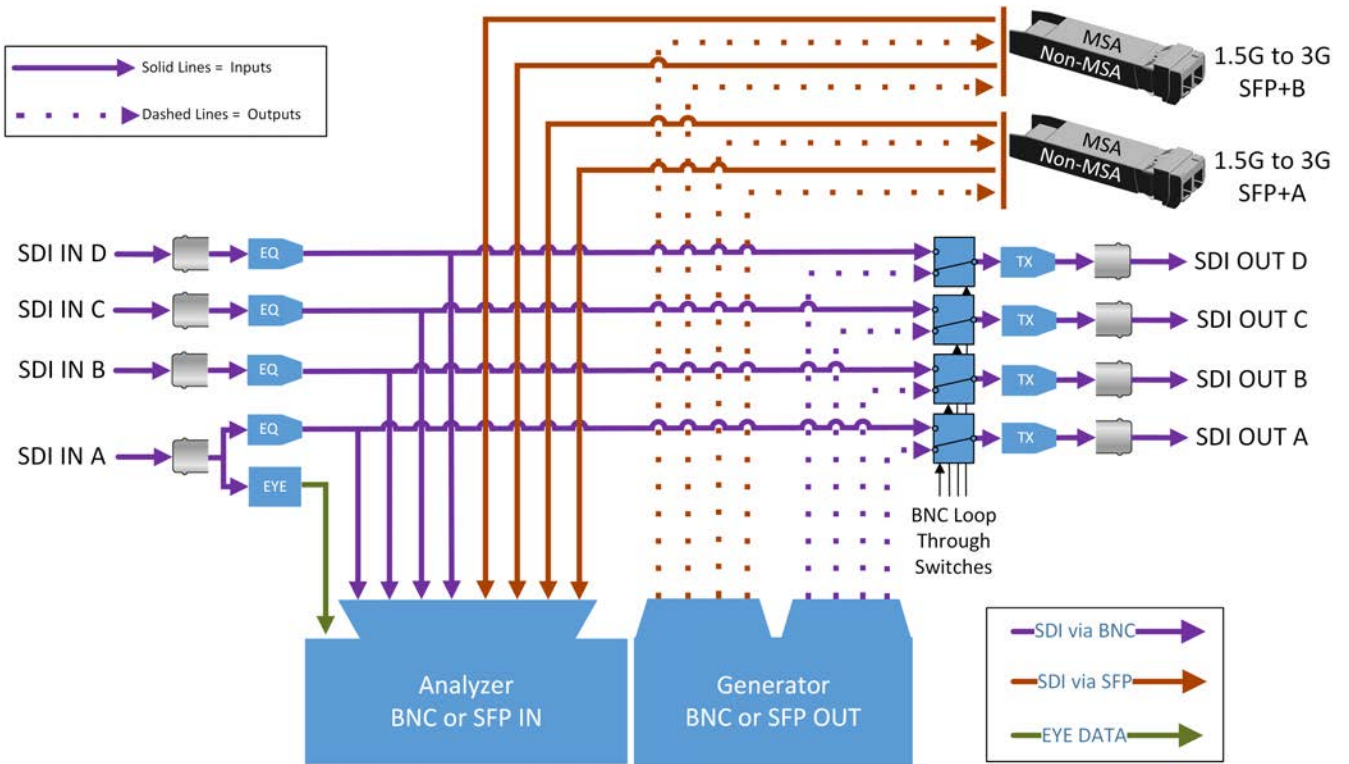 MSA
Non-MSA
1.5G to 3G
SFP+B
Solid Lines = Inputs
Dashed Lines = Outputs
MSA
Non-MSA
1.5G to 3G
SFP+A
SDI IN D
EQ
TX
SDI OUT D
SDI IN C
EQ
TX
SDI OUT C
SDI IN B
EQ
TX
SDI OUT B
SDI IN A
EQ
EYE
TX
SDI OUT A
BNC Loop
Through
Switches
Analyzer
BNC or SFP IN
Generator
BNC or SFP OUT
SDI via BNC
SDI via SFP
EYE DATA